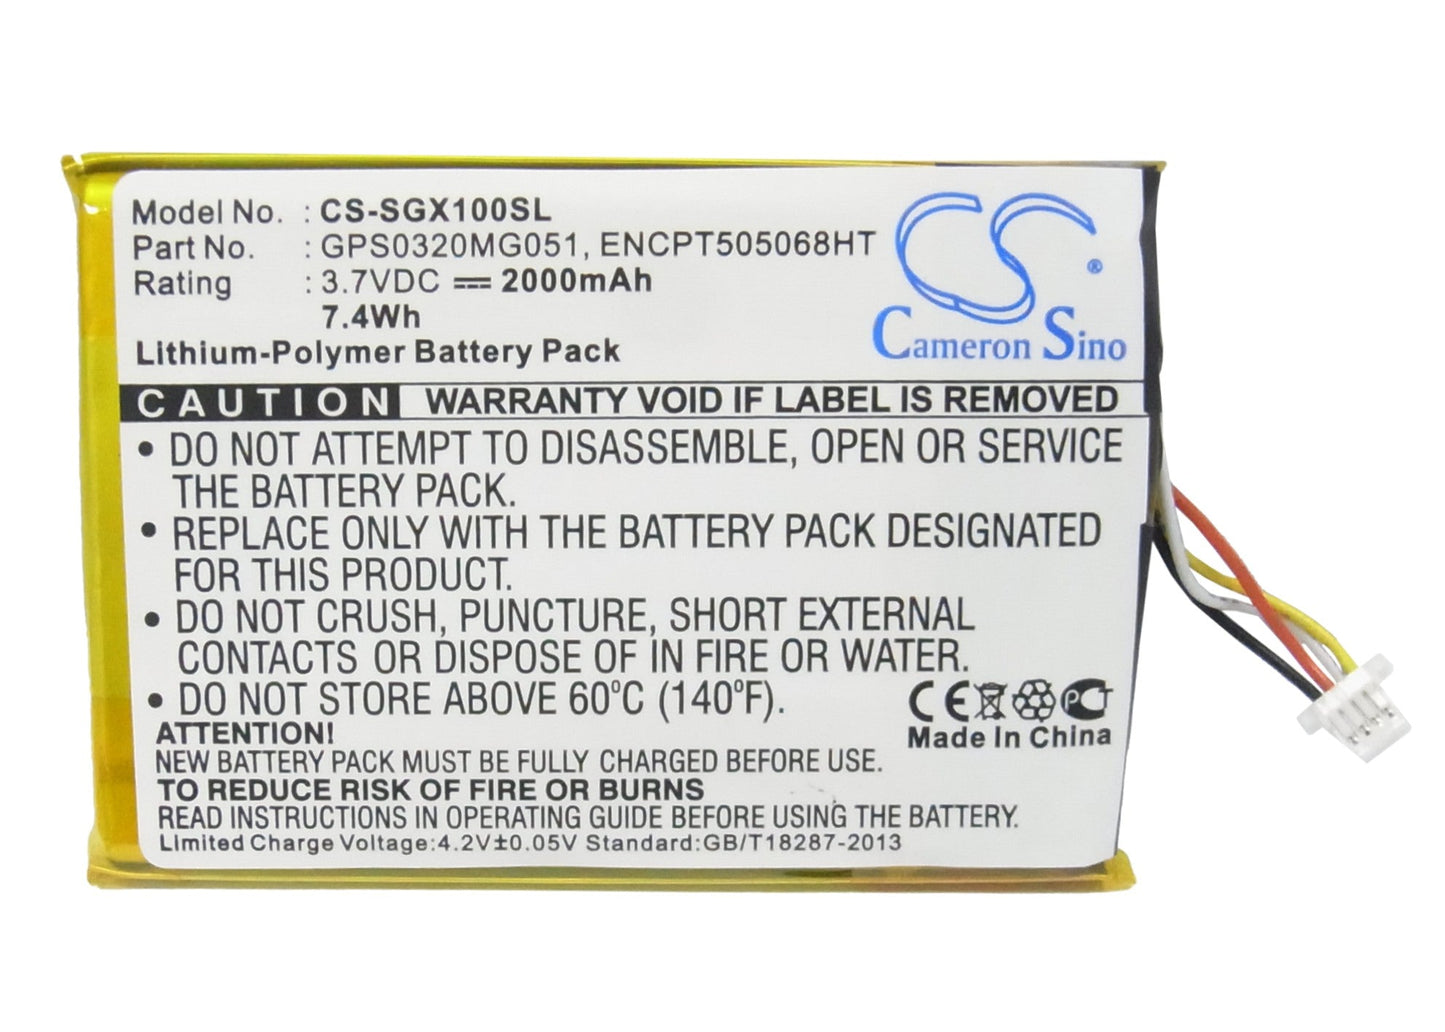 Model No. : CS-SGX100SL
Part No. : GPS0320MG051, ENCPT505068HT
Rating : 3.7VDC 2000mAh
7.4Wh
Lithium-Polymer Battery Pack
CS®
Cameron Sino
CAUTION WARRANTY VOID IF LABEL IS REMOVED
• DO NOT ATTEMPT TO DISASSEMBLE, OPEN OR SERVICE
THE BATTERY PACK.
• REPLACE ONLY WITH THE BATTERY PACK DESIGNATED
FOR THIS PRODUCT.
• DO NOT CRUSH, PUNCTURE, SHORT EXTERNAL
CONTACTS OR DISPOSE OF IN FIRE OR WATER.
• DO NOT STORE ABOVE 60°C (140°F).
CE PCT
Made In China
ATTENTION!
NEW BATTERY PACK MUST BE FULLY CHARGED BEFORE USE.
TO REDUCE RISK OF FIRE OR BURNS
READ INSTRUCTIONS IN OPERATING GUIDE BEFORE USING THE BATTERY.
Limited Charge Voltage:4.2V±0.05V Standard:GB/T18287-2013